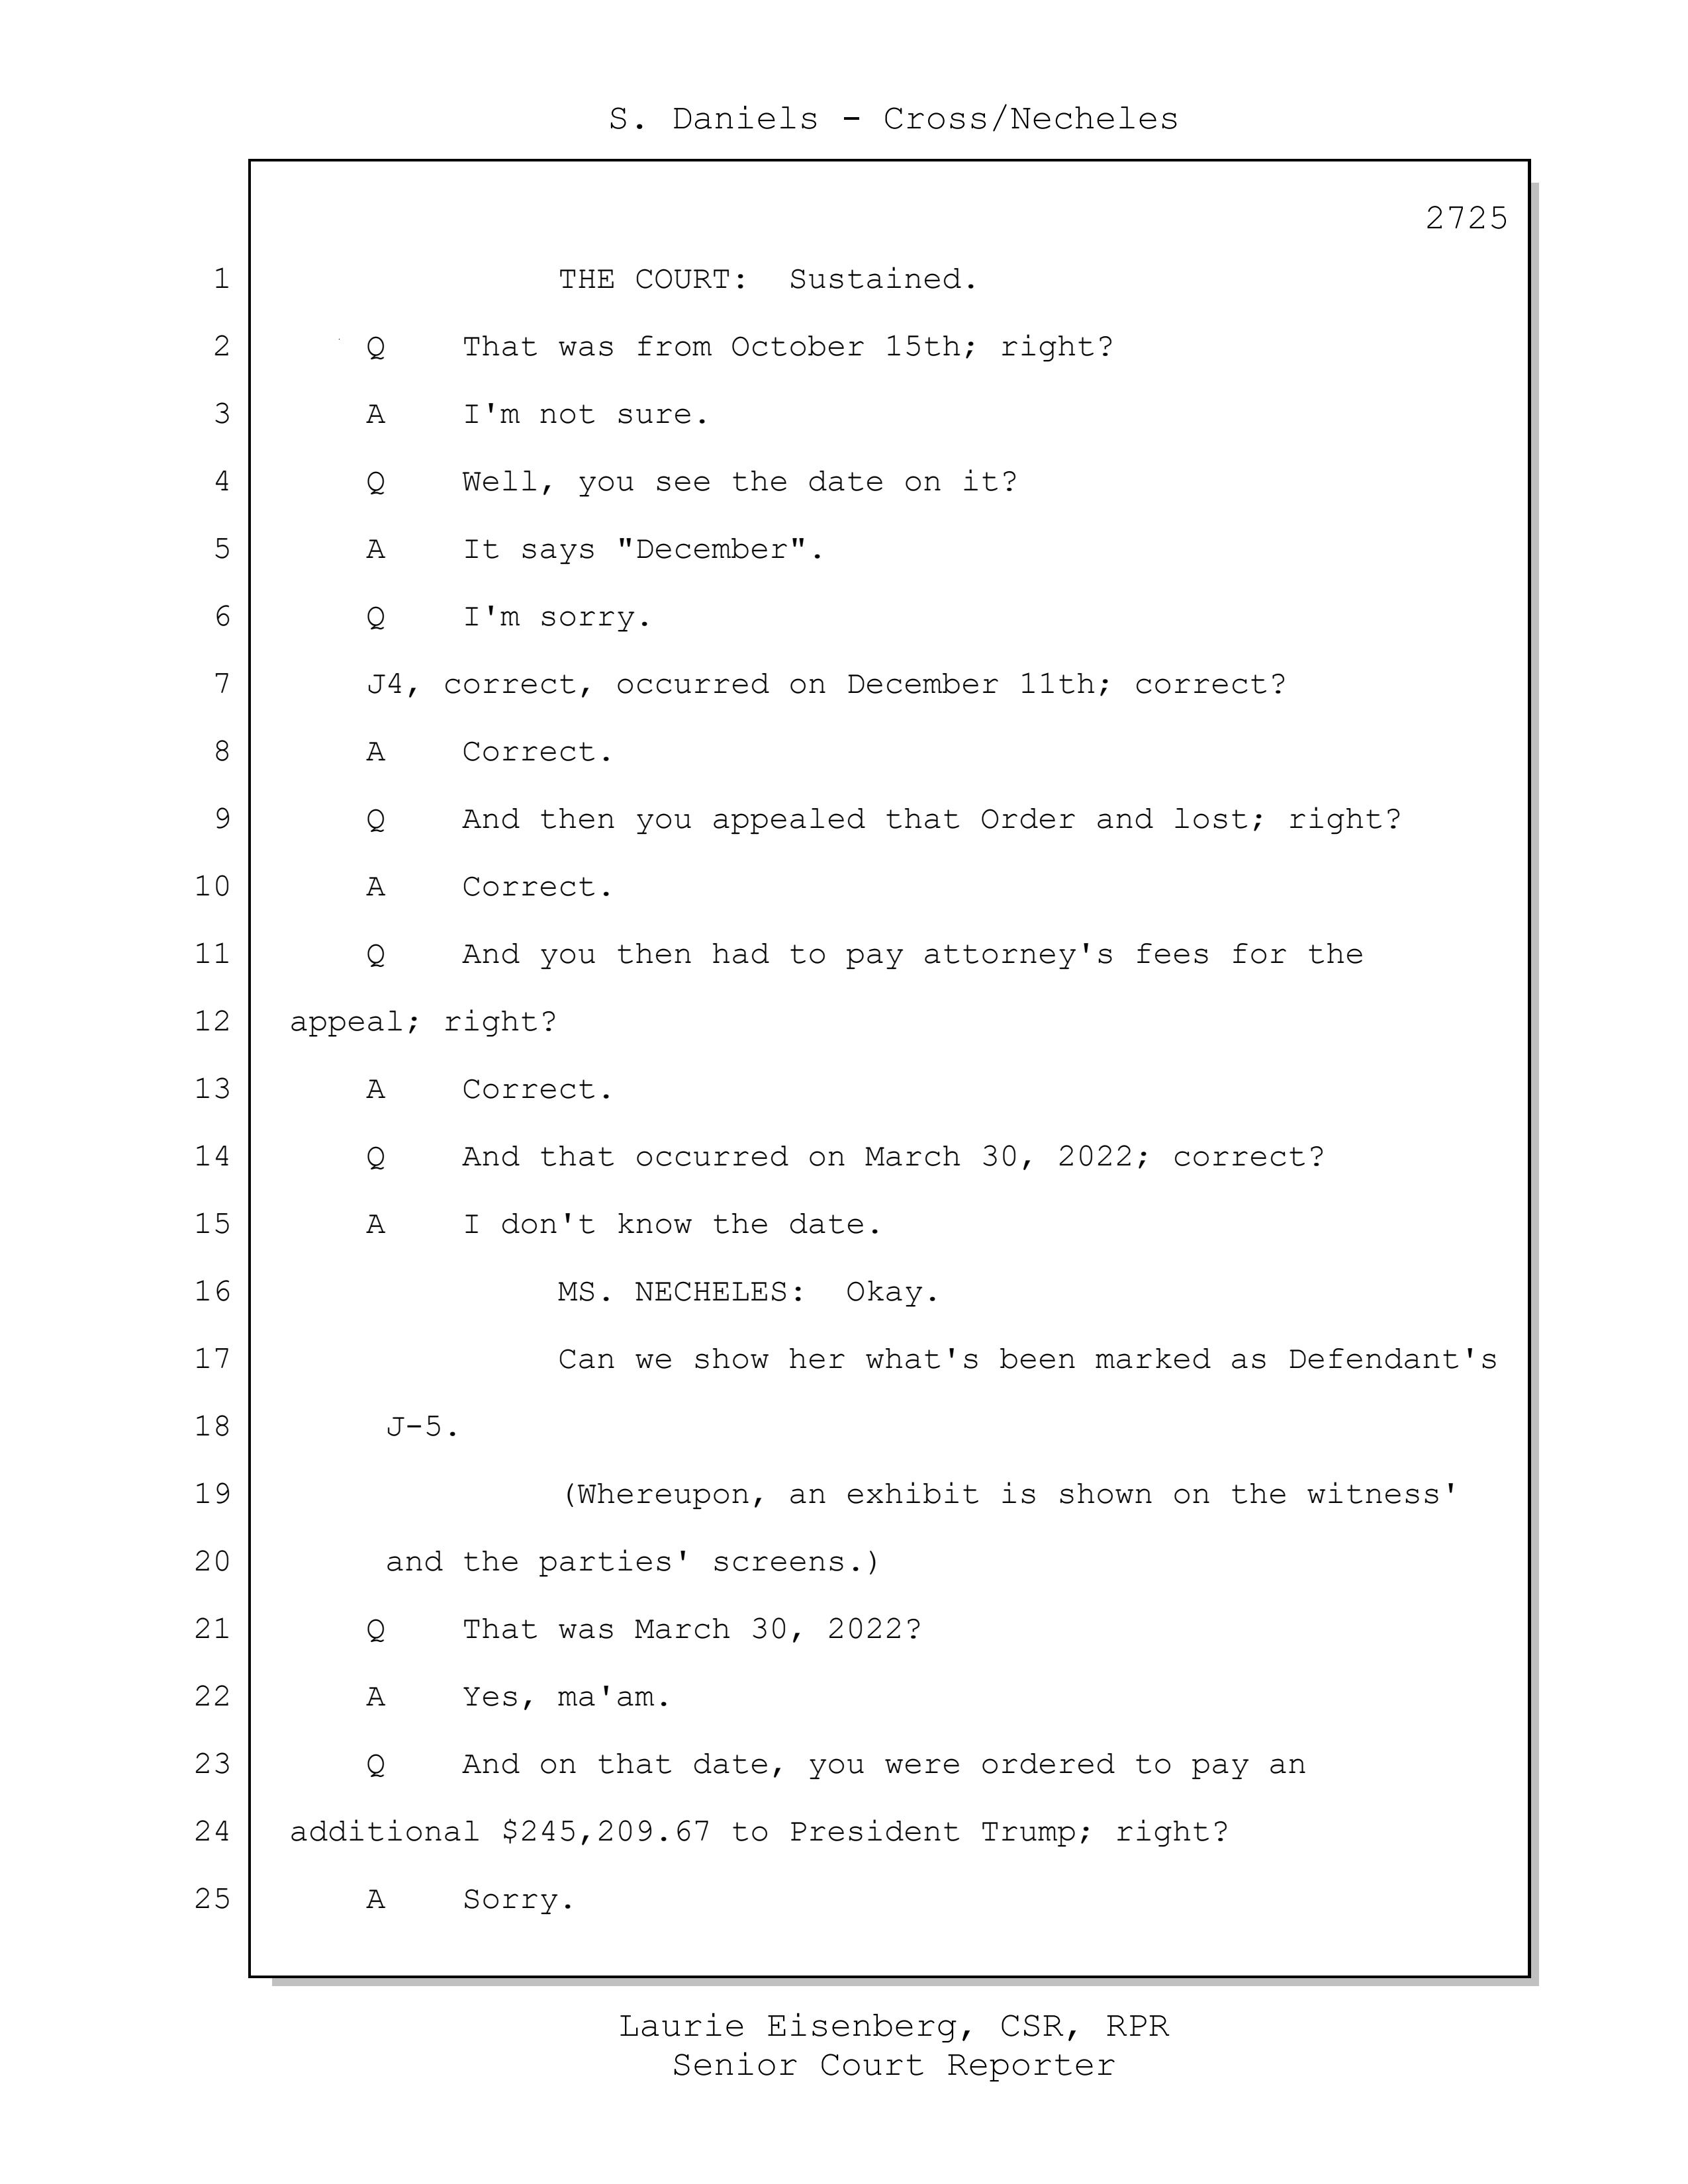 S. Daniels - Cross/Necheles
2725
1 THE COURT: Sustained.
2 Q That was from October 15th; right?
3 A I'm not sure.
4 Q Well, you see the date on it?
5 A It says "December".
6 Q I'm sorry.
7 J4, correct, occurred on December 11th; correct?
8 A Correct.
9 Q And then you appealed that Order and lost; right?
10 A Correct.
11 Q And you then had to pay attorney's fees for the
12 appeal; right?
13 A Correct.
14 Q And that occurred on March 30, 2022; correct?
15 A I don't know the date.
16 MS. NECHELES: Okay.
17 Can we show her what's been marked as Defendant's
18 J-5.
19 (Whereupon, an exhibit is shown on the witness'
20 and the parties' screens.)
21 Q That was March 30, 2022?
22 A Yes, ma'am.
23 Q And on that date, you were ordered to pay an
24 additional $245,209.67 to President Trump; right?
25 A Sorry.
Laurie Eisenberg, CSR, RPR
Senior Court Reporter